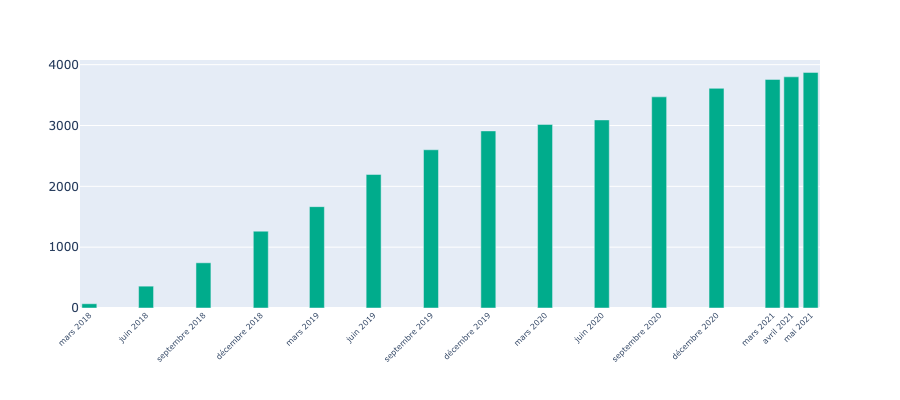 4000
3000
2000
1000
0
mars 2018
juin 2018
septembre 2018
décembre 2018
mars 2019
juin 2019
septembre 2019
décembre 2019
mars 2020
juin 2020
septembre 2020
décembre 2020
mars 2021
avril 2021
mai 2021